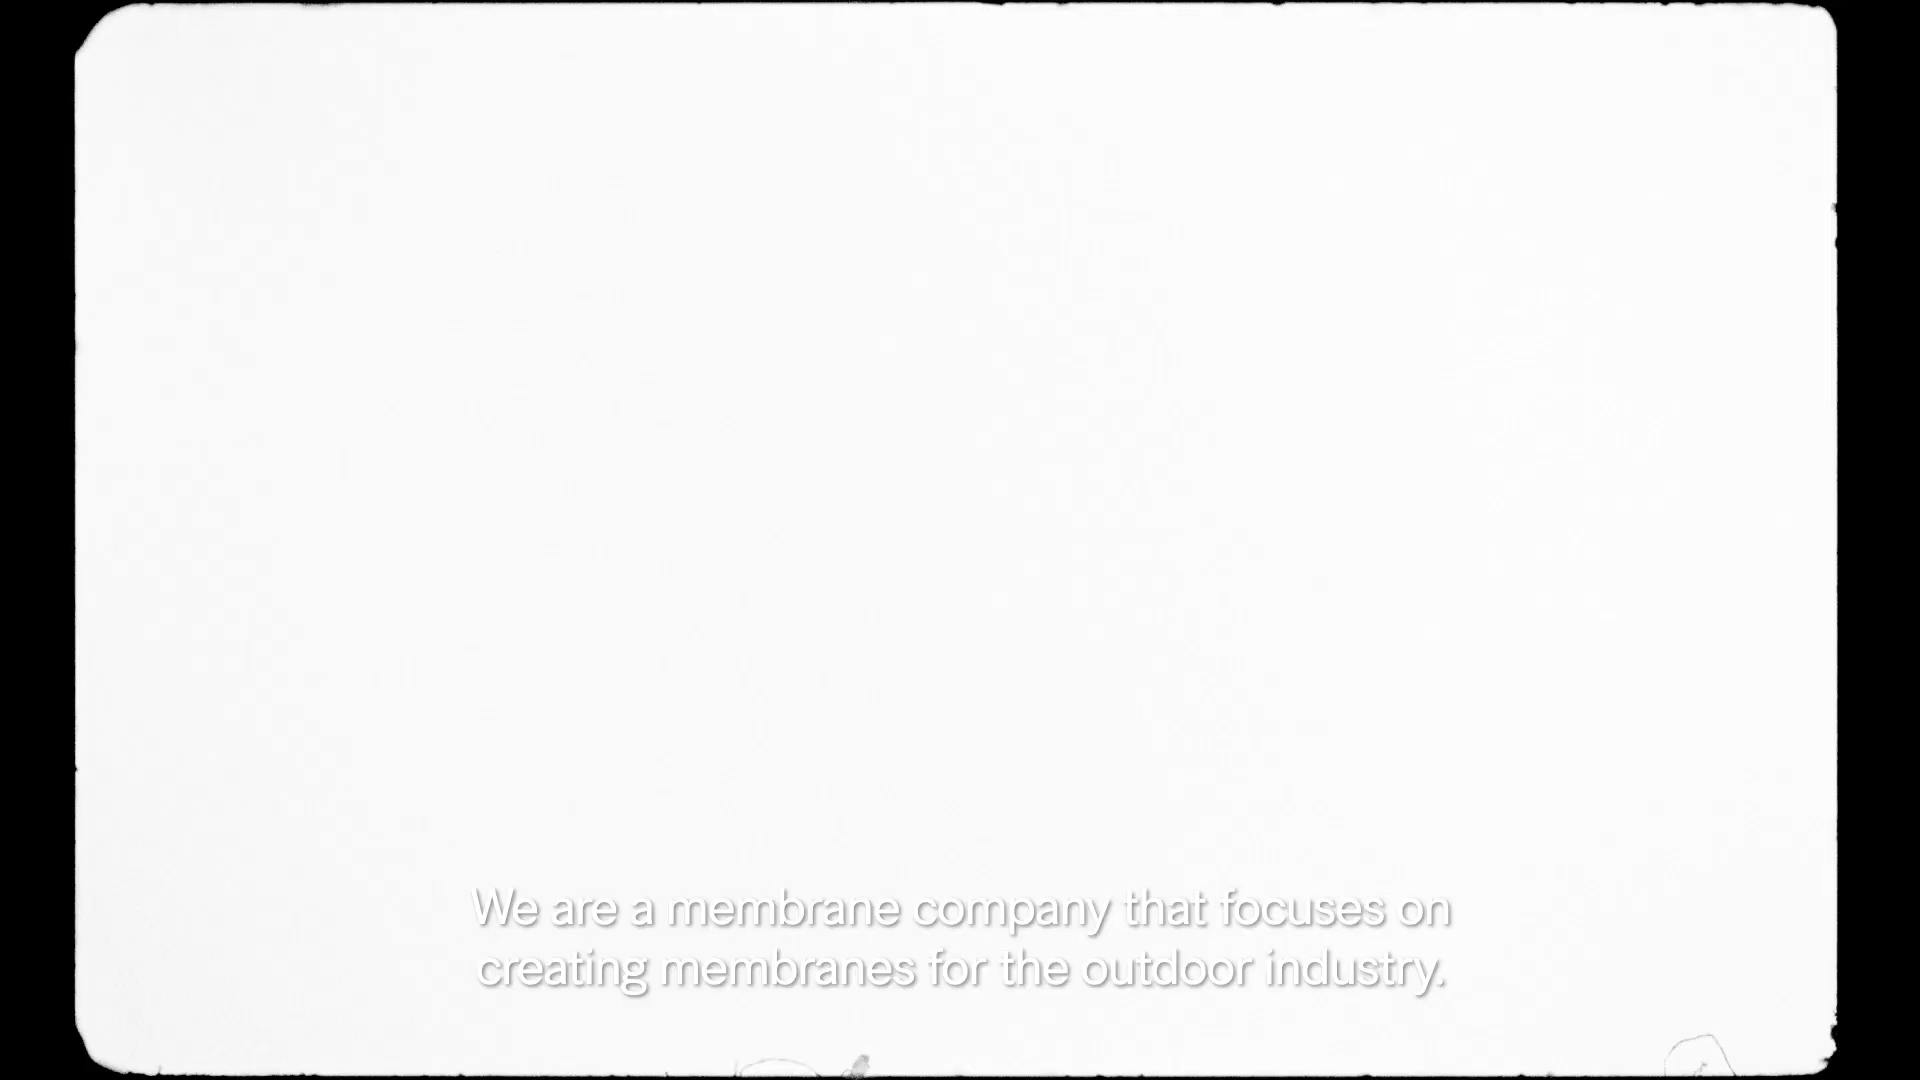 We are a membrane company that focuses on
creating membranes for the outdoor industry.